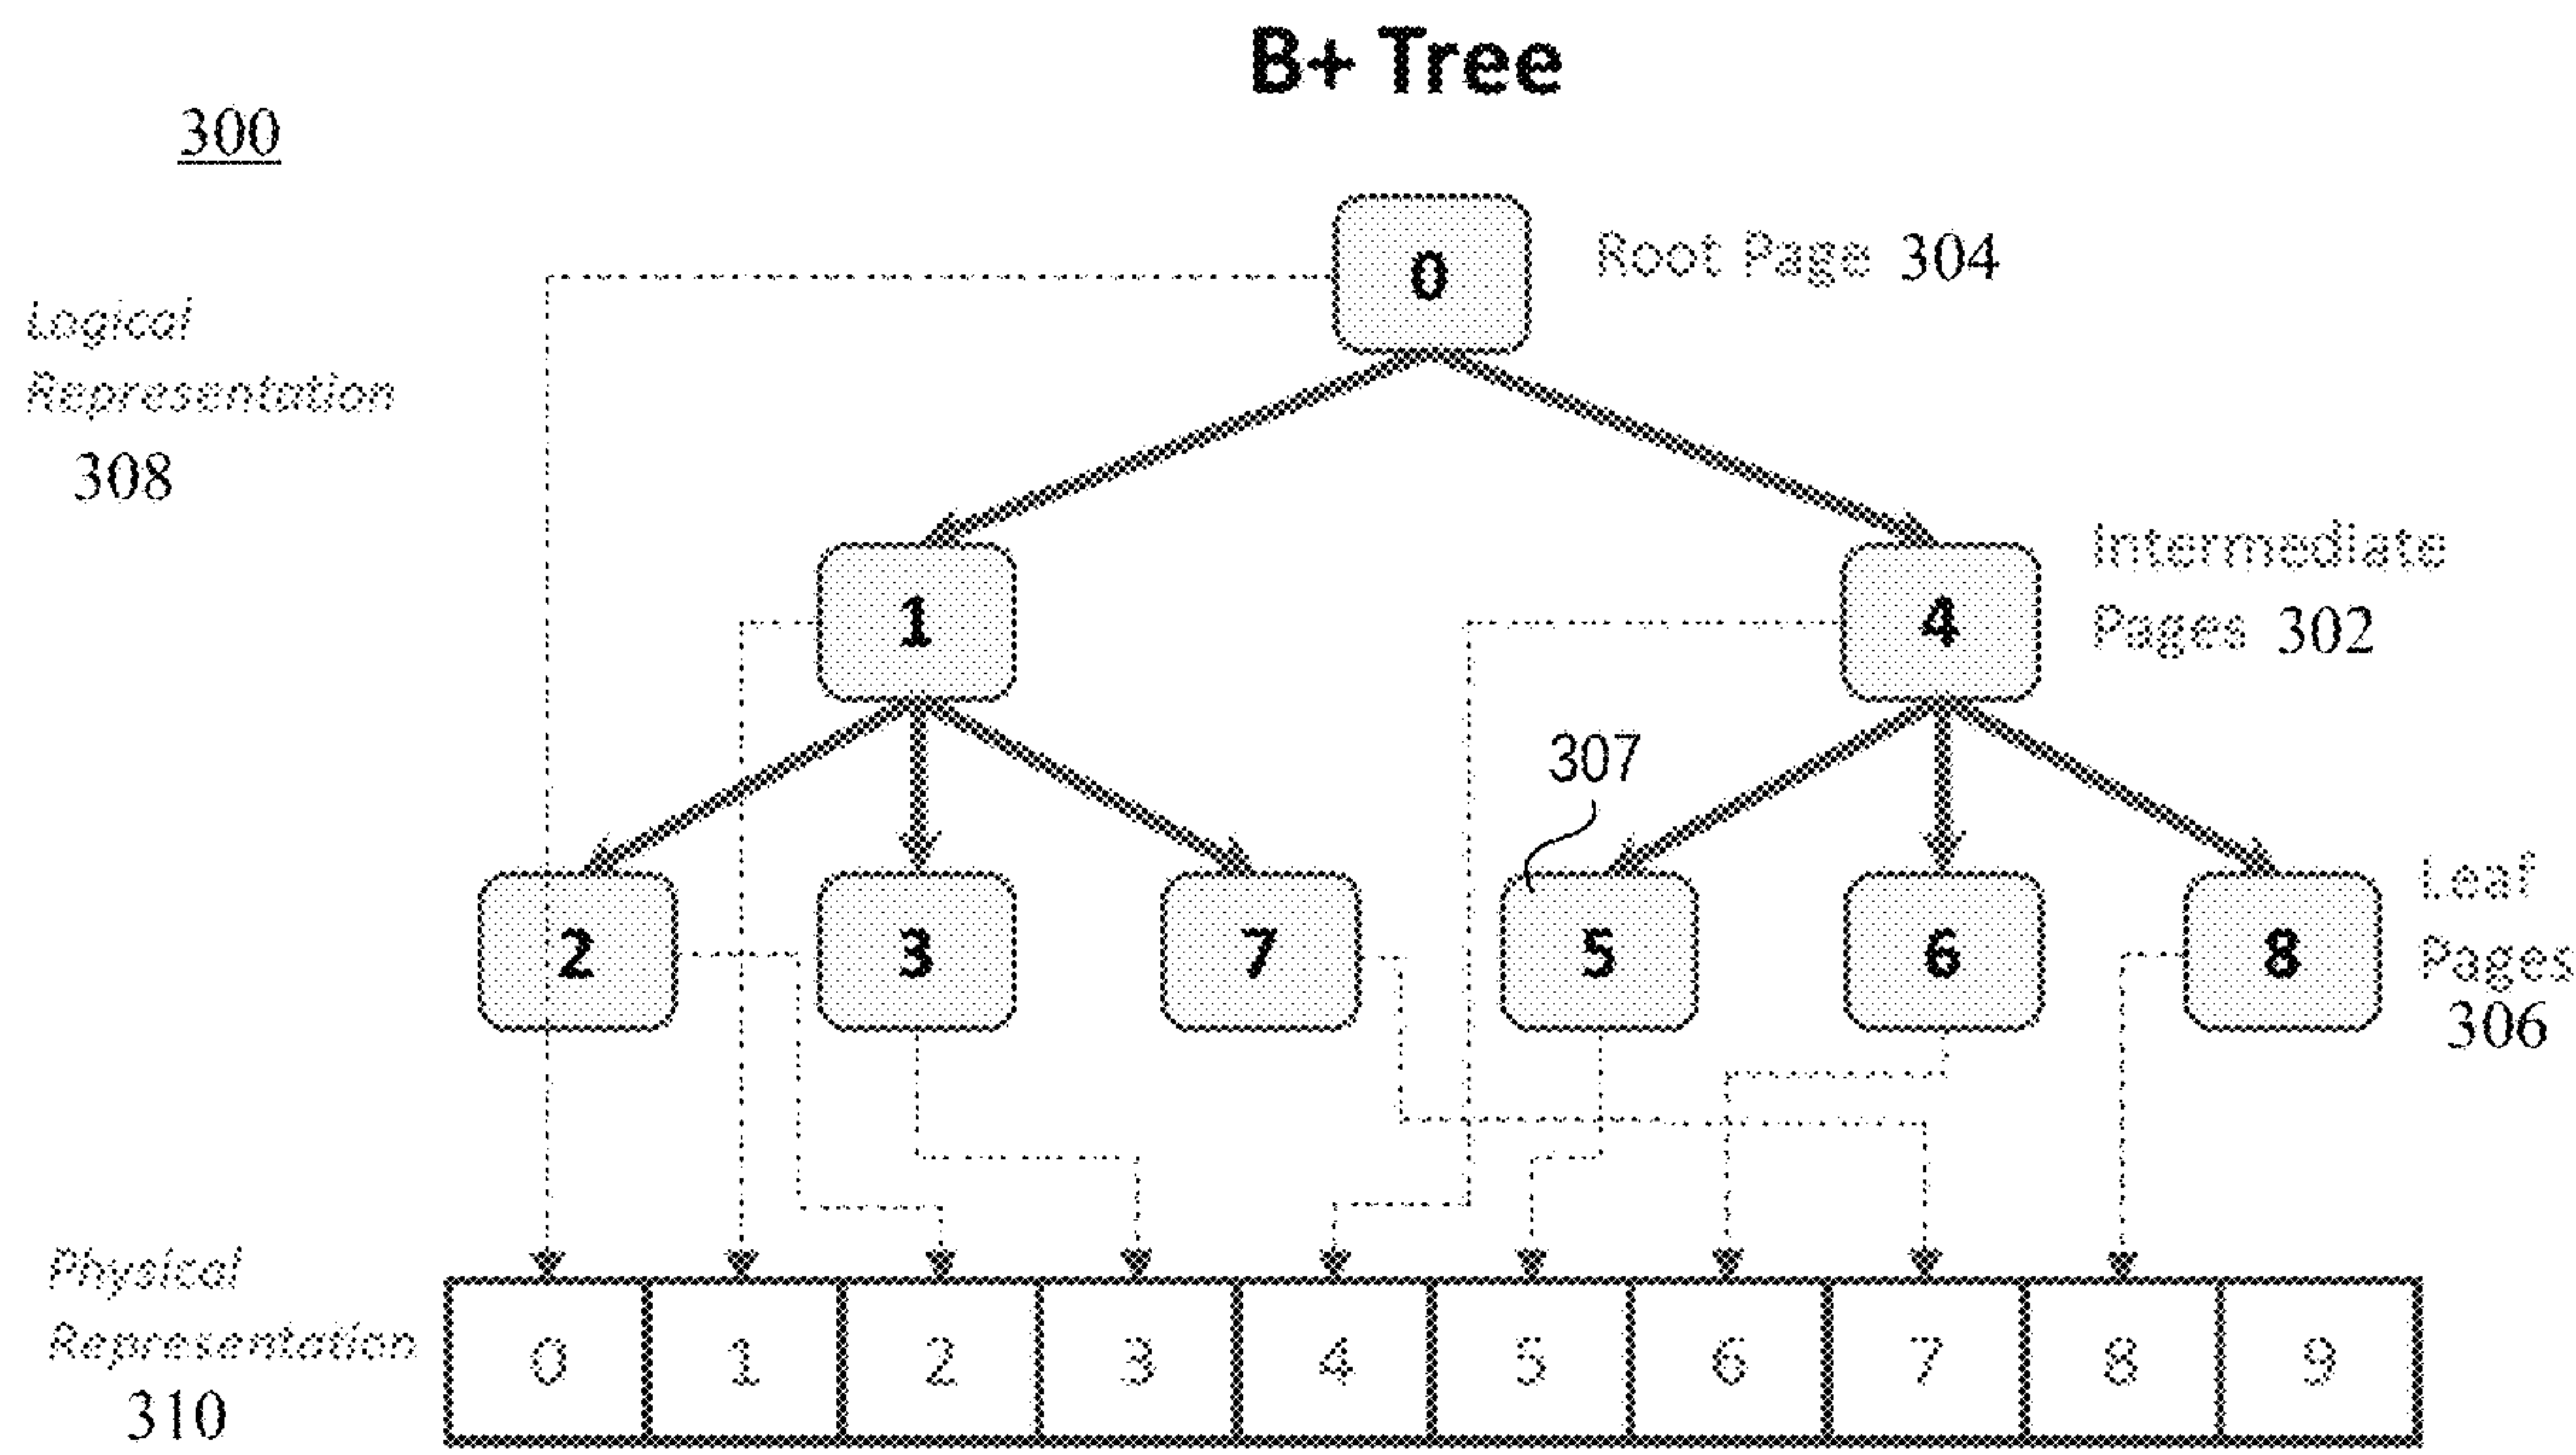 B+ Tree
300
0
Root Page 304
Logical
Representation
308
1
4
Intermediate
Pages 302
307
2
3
7
5
6
8
Leaf
Pages
306
Physical
Representation
310
0
1
2
3
4
5
6
7
8
9